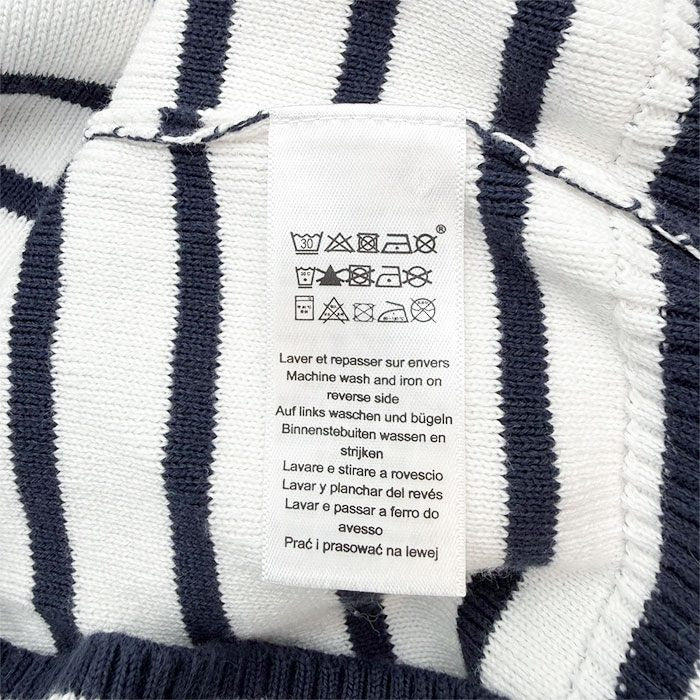 30 ®
Laver et repasser sur envers
Machine wash and iron on
reverse side
Auf links waschen und bügeln
Binnenstebuiten wassen en
strijken
Lavare e stirare a rovescio
Lavar y planchar del revés
Lavar e passar a ferro do
avesso
Prać i prasować na lewej